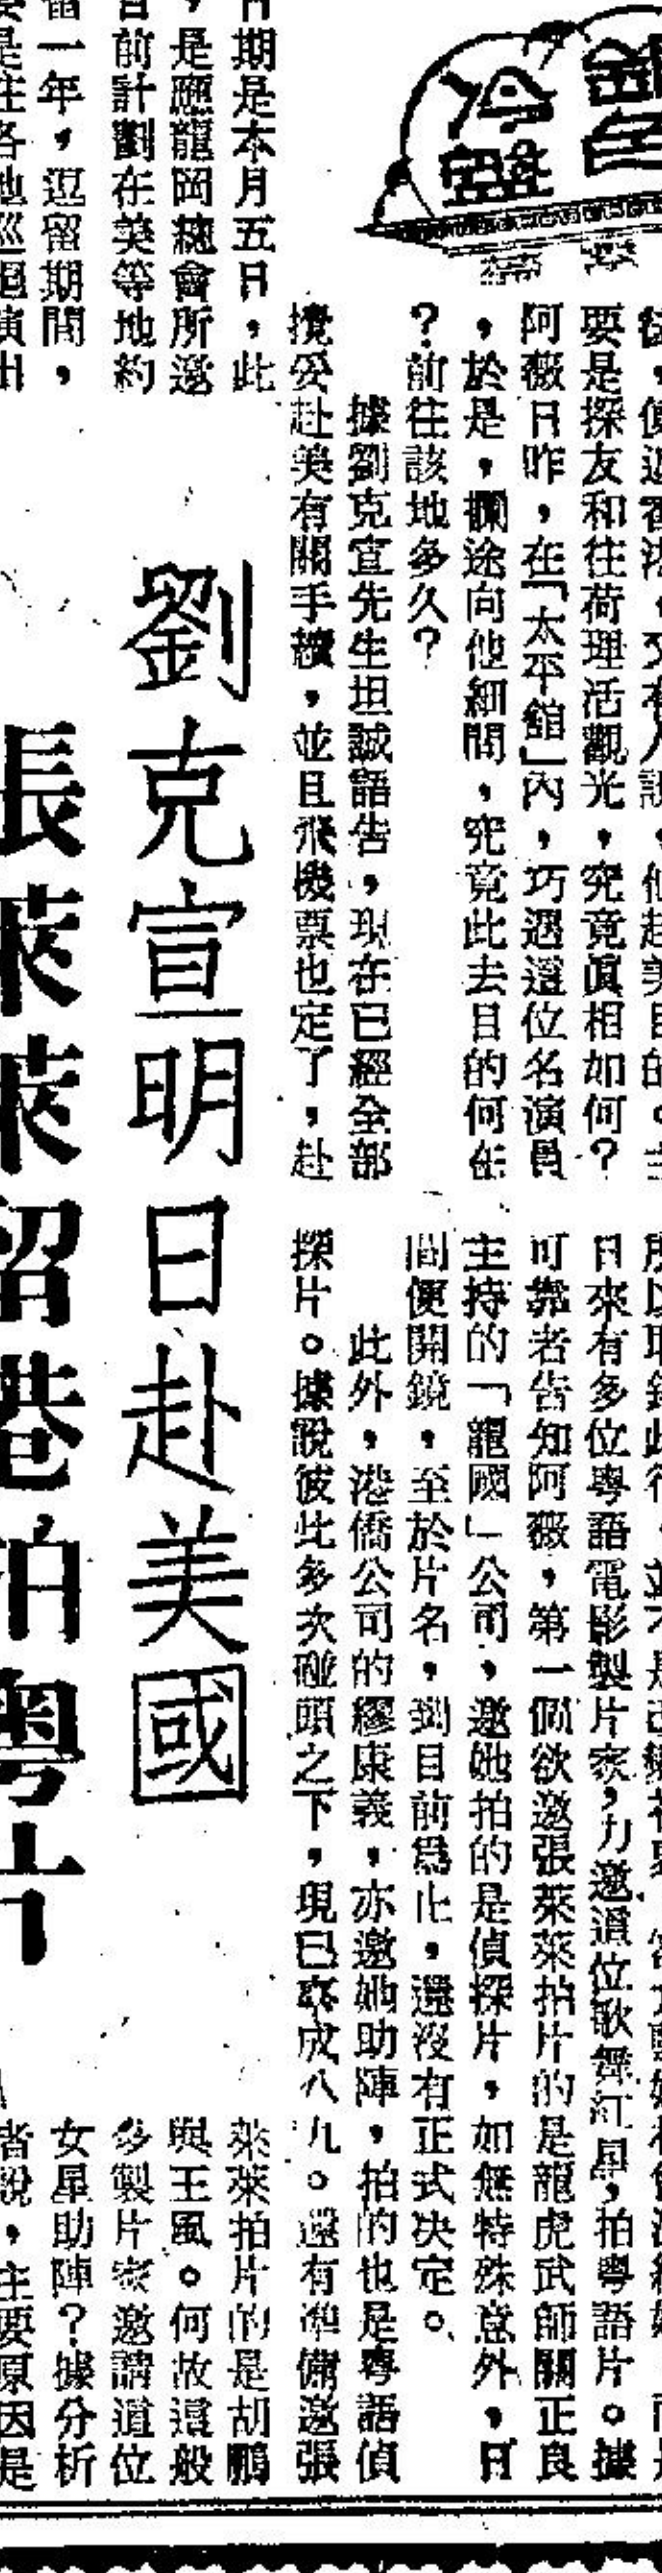 銀色
冷盤
要是探友和往荷理活觀光，究竟眞相如何？
阿薇日昨，在「太平館」內，巧遇這位名演員
，於是，攔途向他細問，究竟此去目的何在
？前往該地多久？
據劉克宣先生坦誠語告，現在已經全部
攪妥赴美有關手續，並且飛機票也定了，赴
日期是本月五日，此
，是應龍岡總會所邀
目前計劃在美等地約
留一年，逗留期間，
要是往各地巡迴演出
劉克宣明日赴美國
張萊萊留港拍粵片
日來有多位粵語電影製片家，力邀這位歌舞紅星，拍粵語片。據
可靠者告知阿薇，第一個欲邀張萊萊拍片的是龍虎武師關正良
主持的「龍國」公司，邀她拍的是偵探片，如無特殊意外，日
間便開鏡，至於片名，到目前爲止，還沒有正式決定。
此外，港僑公司的繆康義，亦邀她助陣，拍的也是粵語偵
探片。據說彼此多次碰頭之下，現已傾成八九。還有準備邀張
萊萊拍片的是胡鵬
與王風。何故這般
多製片家邀請這位
女星助陣？據分析
者說，主要原因是